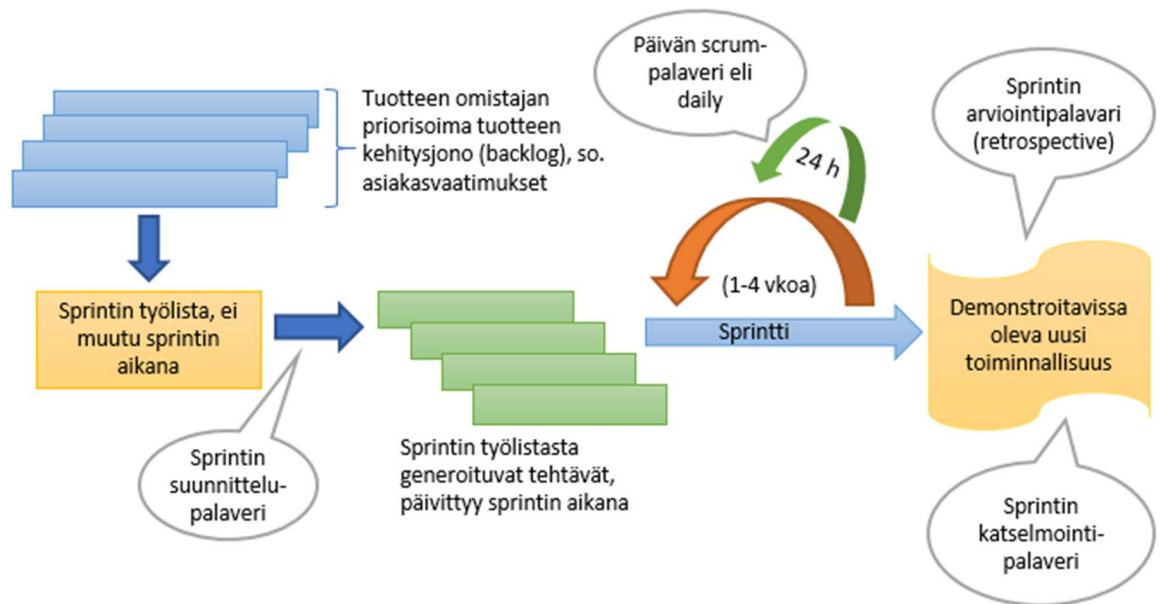 Tuotteen omistajan
priorisoima tuotteen
kehitysjono (backlog), so.
asiakasvaatimukset
Sprintin työlista, ei
muutu sprintin
aikana
Sprintin
suunnittelu-
palaveri
Sprintin työlistasta
generoituvat tehtävät,
päivittyy sprintin aikana
Päivän scrum-
palaveri eli
daily
24 h
(1-4 vkoa)
Sprintti
Sprintin
arviointipalavari
(retrospective)
Demonstroitavissa
oleva uusi
toiminnallisuus
Sprintin
katselmointi-
palaveri